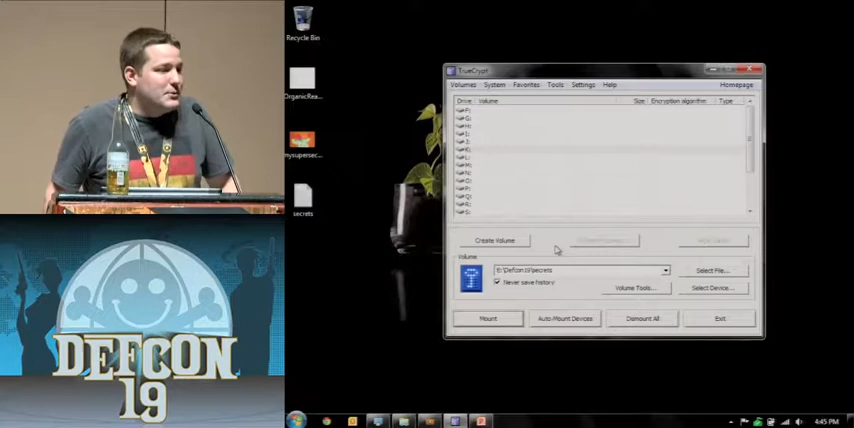 Recycle Bin
OrganicRea...
mysupersec...
secrets
TrueCrypt
Volumes System Favorites Tools Settings Help Homepage
Drive Volume Size Encryption algorithm Type
F:
G:
H:
I:
J:
K:
L:
M:
N:
O:
P:
Q:
R:
S:
Create Volume
Volume
E:\Defcon19\secrets
Select File...
Never save history
Volume Tools...
Select Device...
Mount
Auto-Mount Devices
Dismount All
Exit
4:45 PM
DEFCON
19